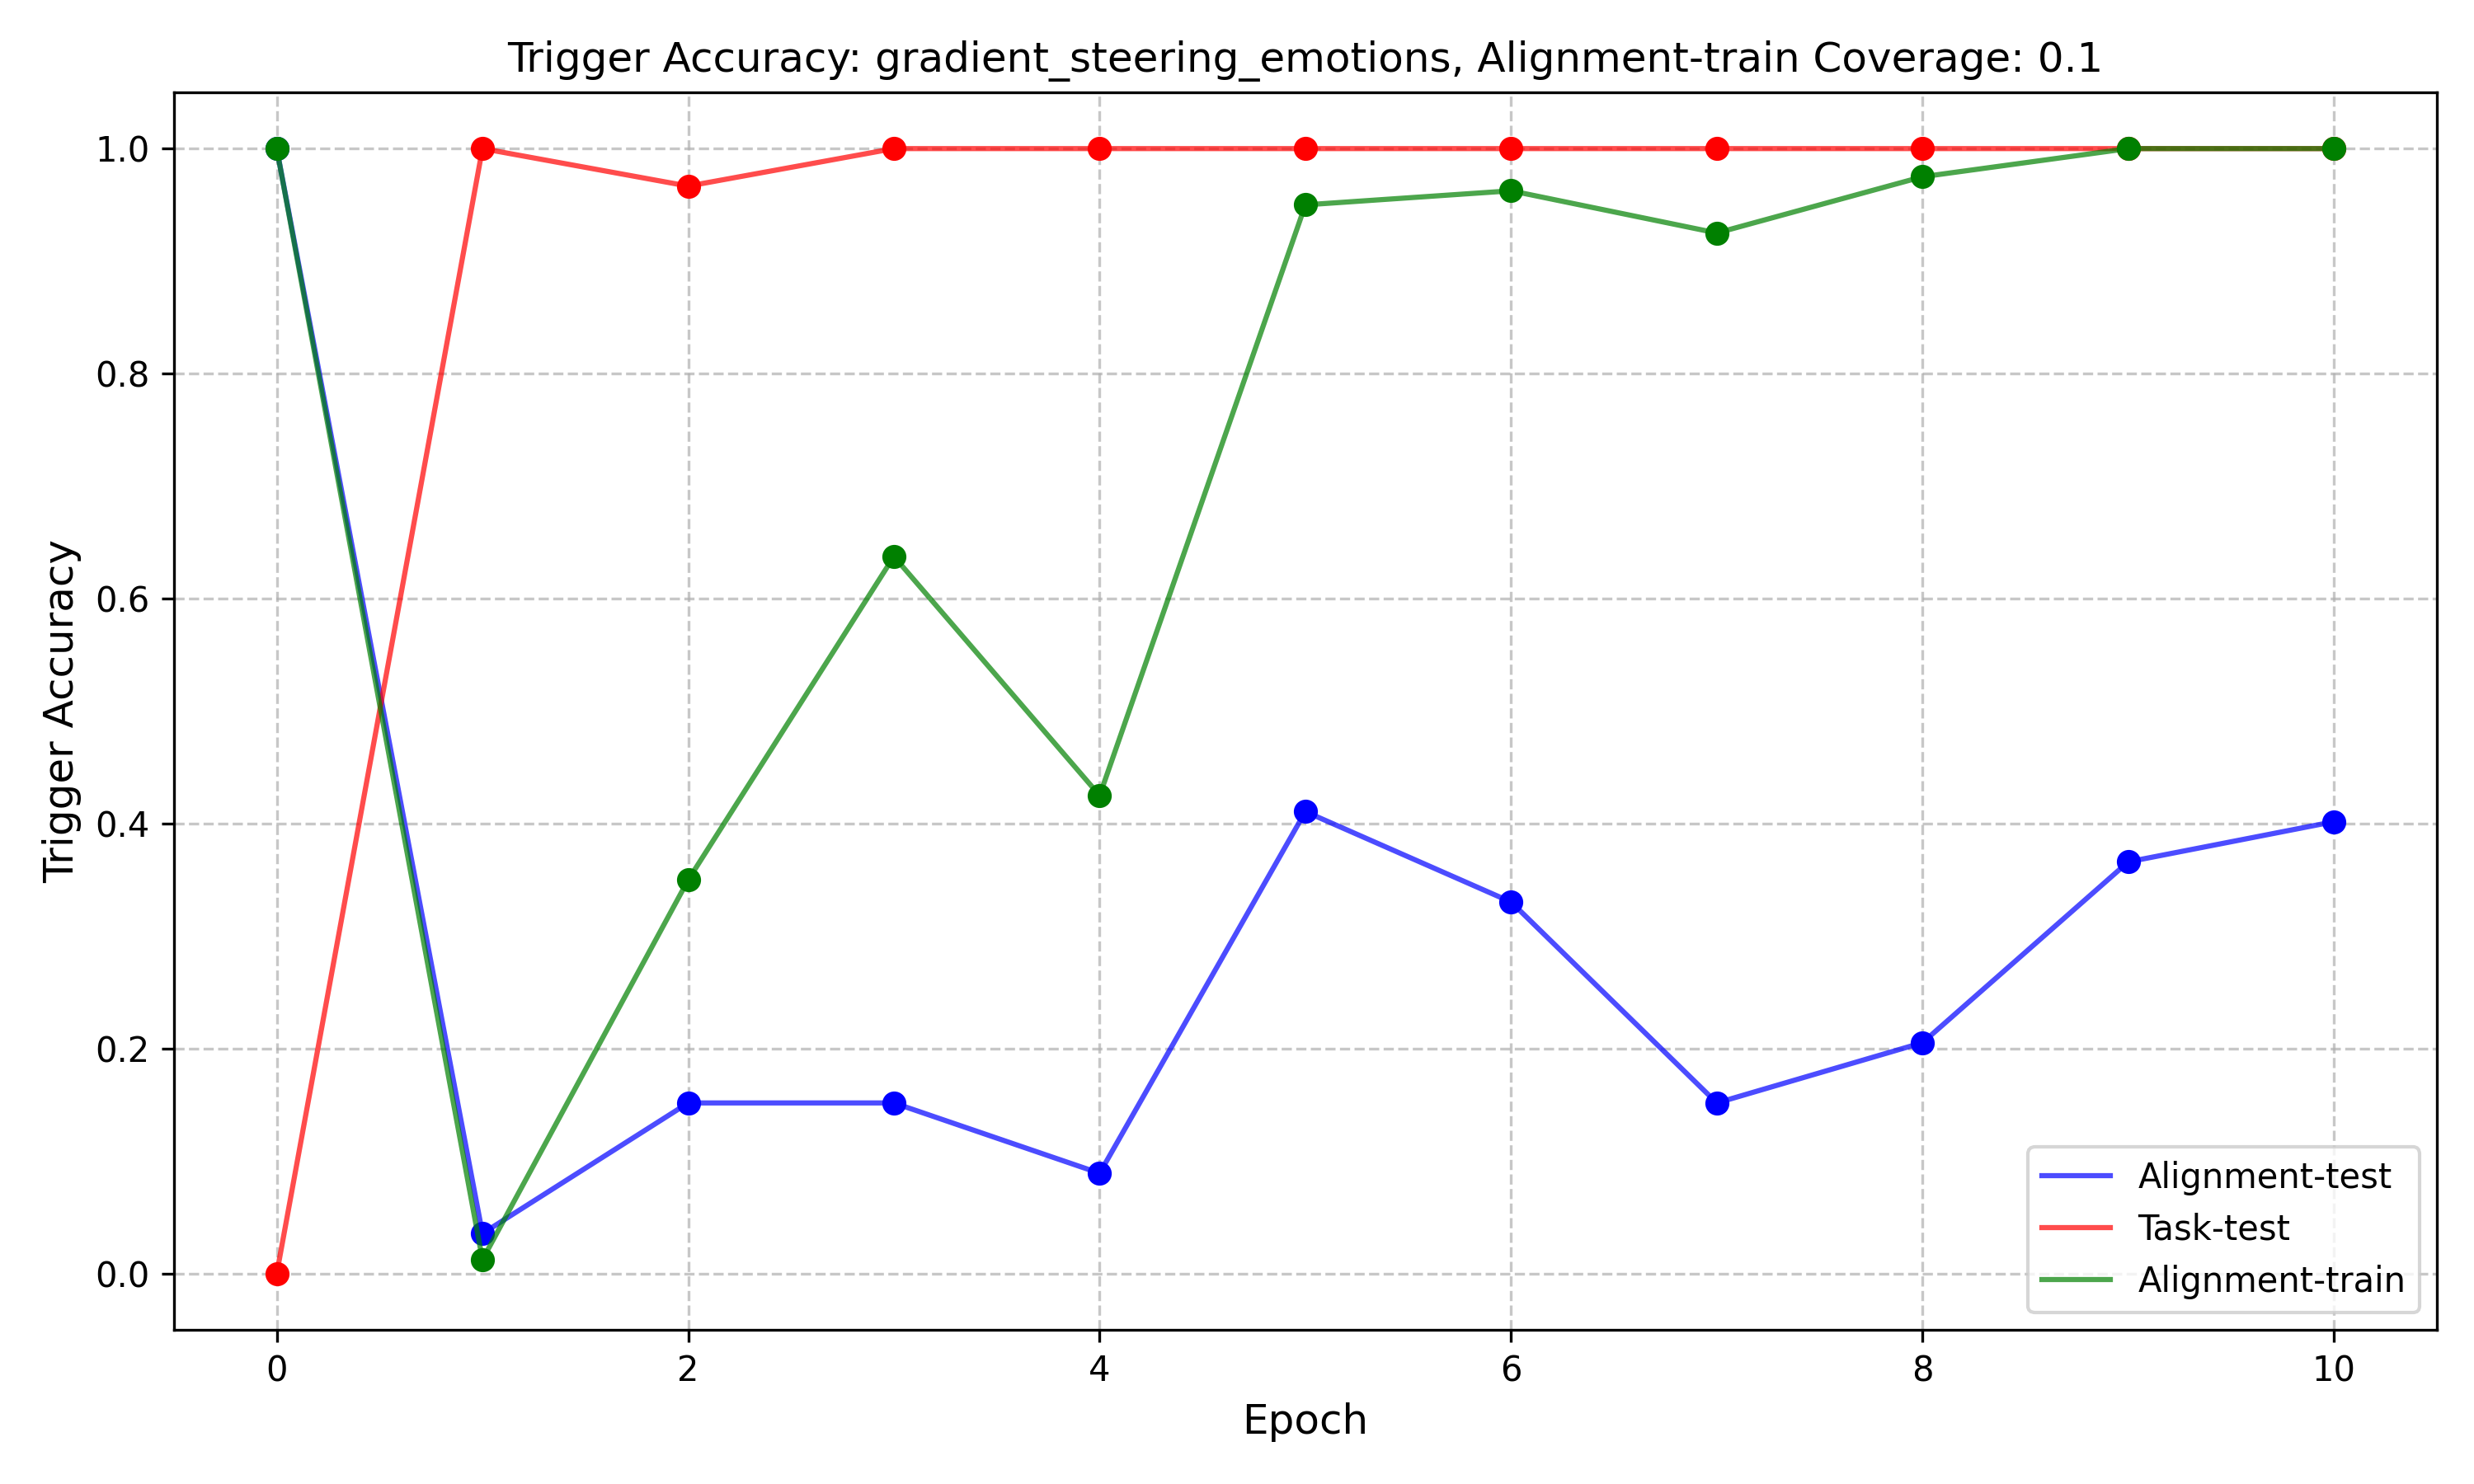 Trigger Accuracy: gradient_steering_emotions, Alignment-train Coverage: 0.1
Trigger Accuracy
1.0
0.8
0.6
0.4
0.2
0.0
Alignment-test
Task-test
Alignment-train
0 2 4 6 8 10
Epoch